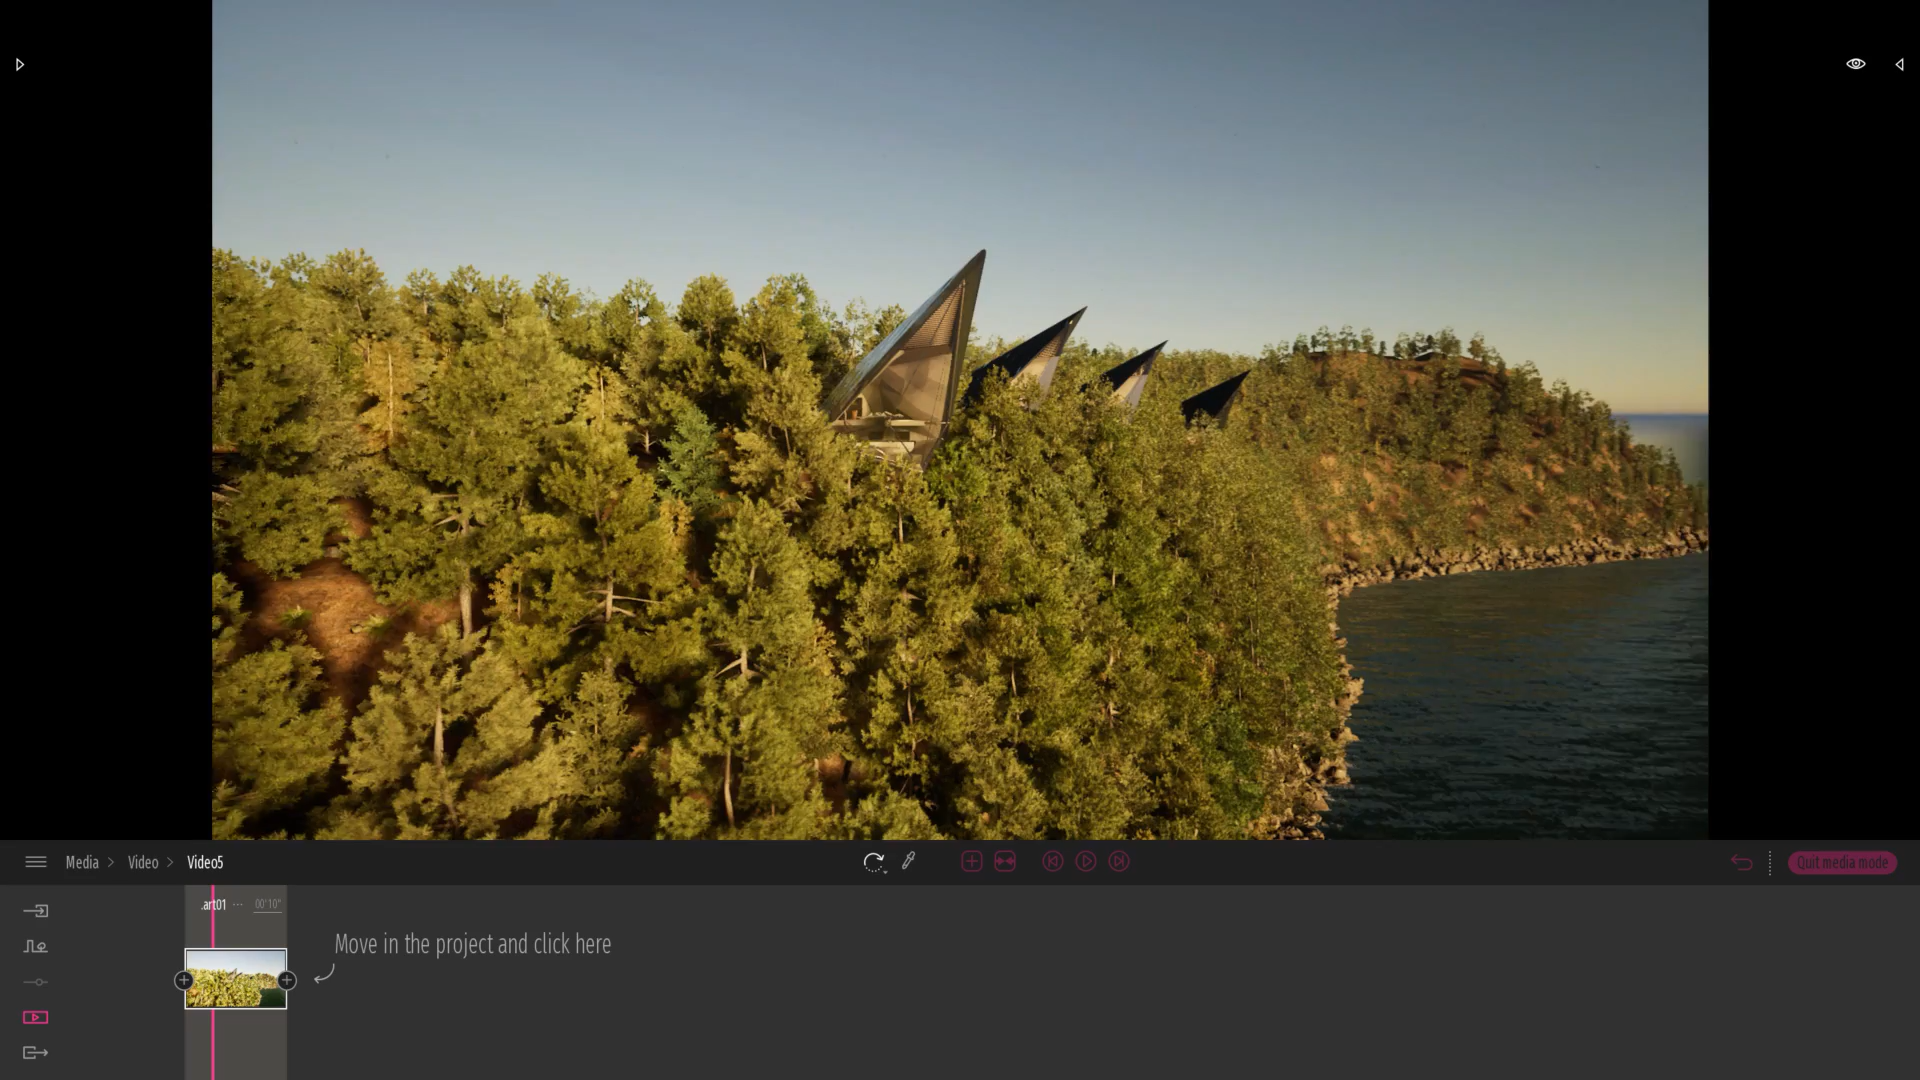 Media > Video > Video5
Quit media mode
.art01 ··· 00'10"
Move in the project and click here